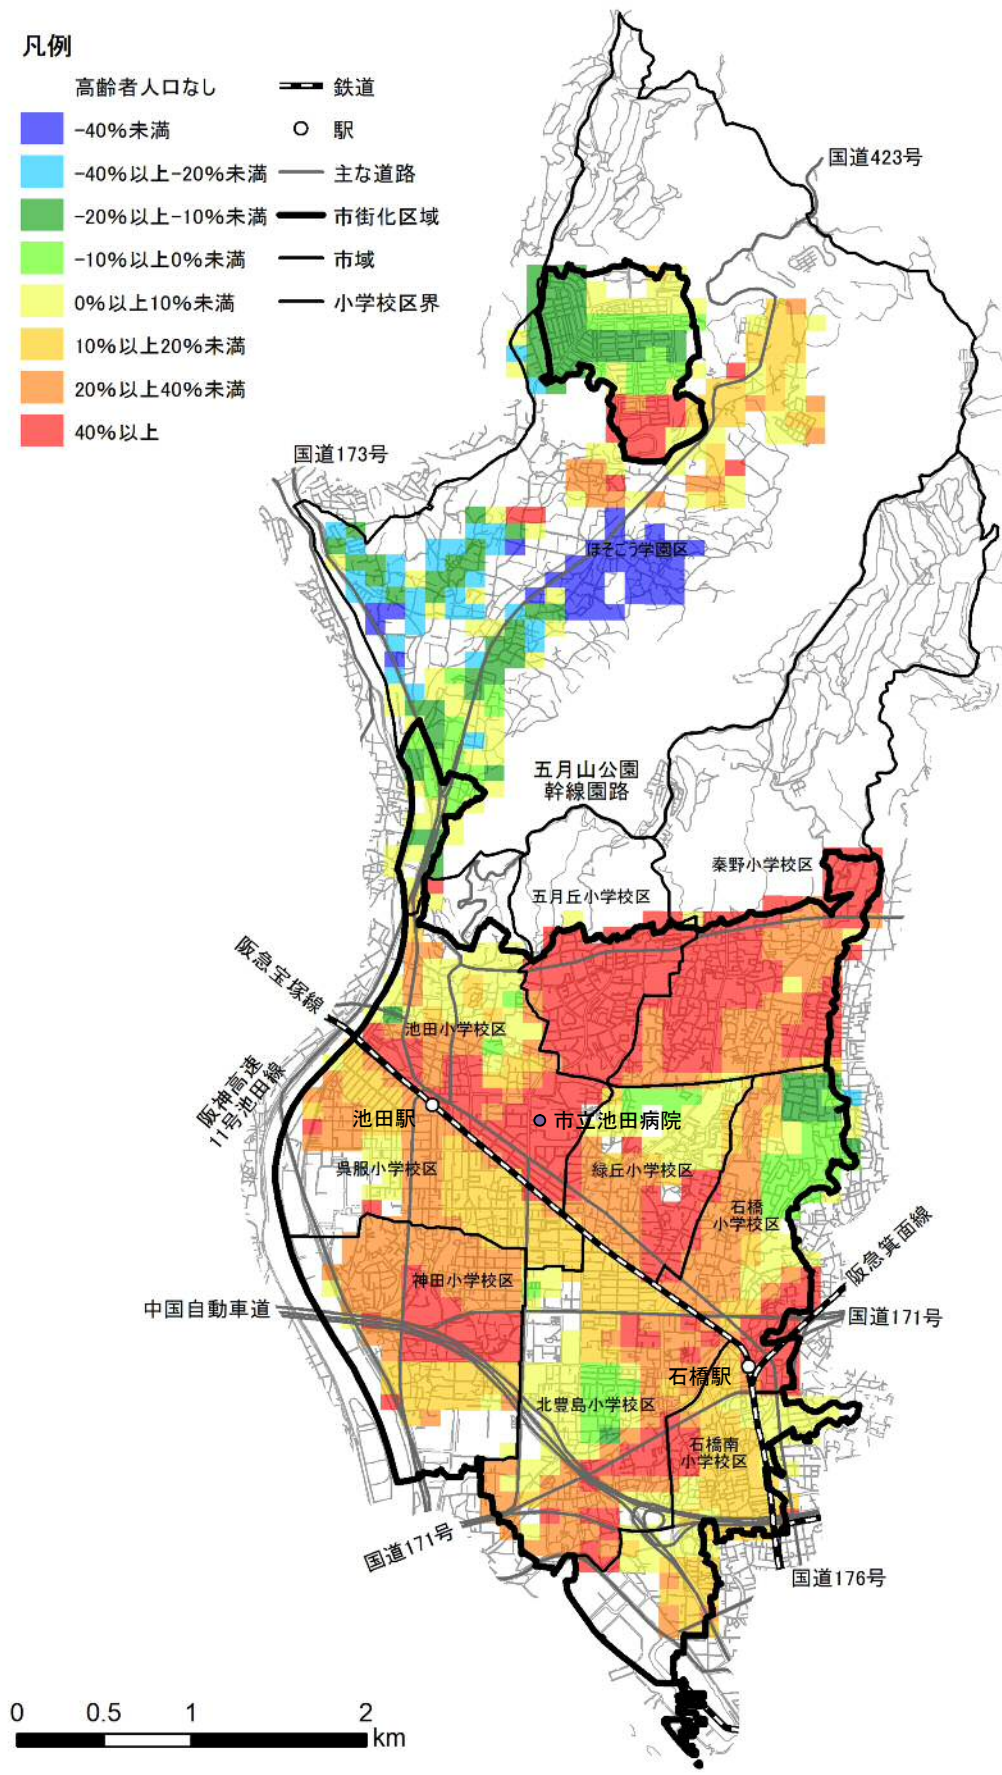 凡例
高齢者人口なし
-40%未満
-40%以上-20%未満
-20%以上-10%未満
-10%以上0%未満
0%以上10%未満
10%以上20%未満
20%以上40%未満
40%以上
鉄道
駅
主な道路
市街化区域
市域
小学校区界
国道423号
国道173号
ほそごう学園区
五月山公園
幹線園路
秦野小学校区
五月丘小学校区
阪急宝塚線
池田小学校区
阪神高速
11号池田線
池田駅
市立池田病院
呉服小学校区
緑丘小学校区
石橋
小学校区
阪急箕面線
神田小学校区
中国自動車道
国道171号
石橋駅
北豊島小学校区
石橋南
小学校区
国道171号
国道176号
0 0.5 1 2
km